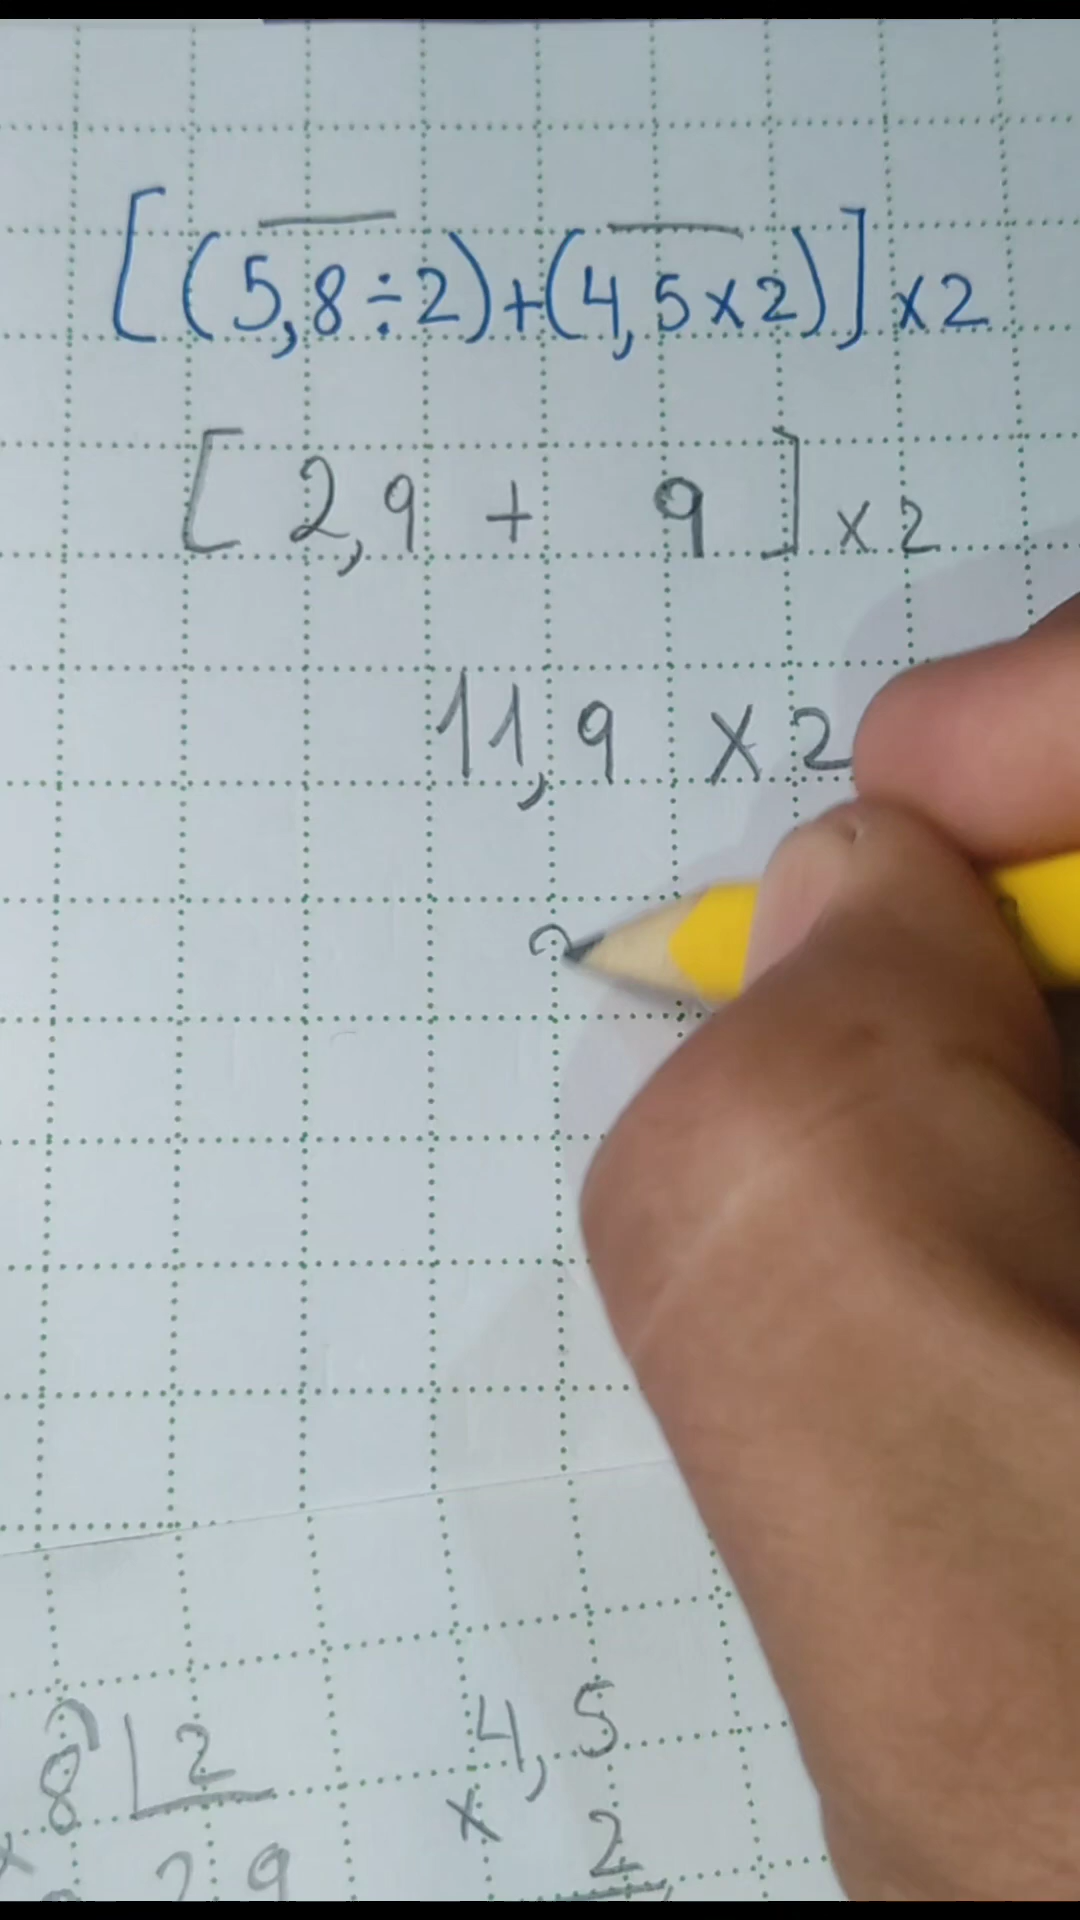 [(5,8÷2)+(4,5x2)]x2
[ 2,9 + 9 ]x2
11,9 x2
8 2
4,5
x 2
2 9